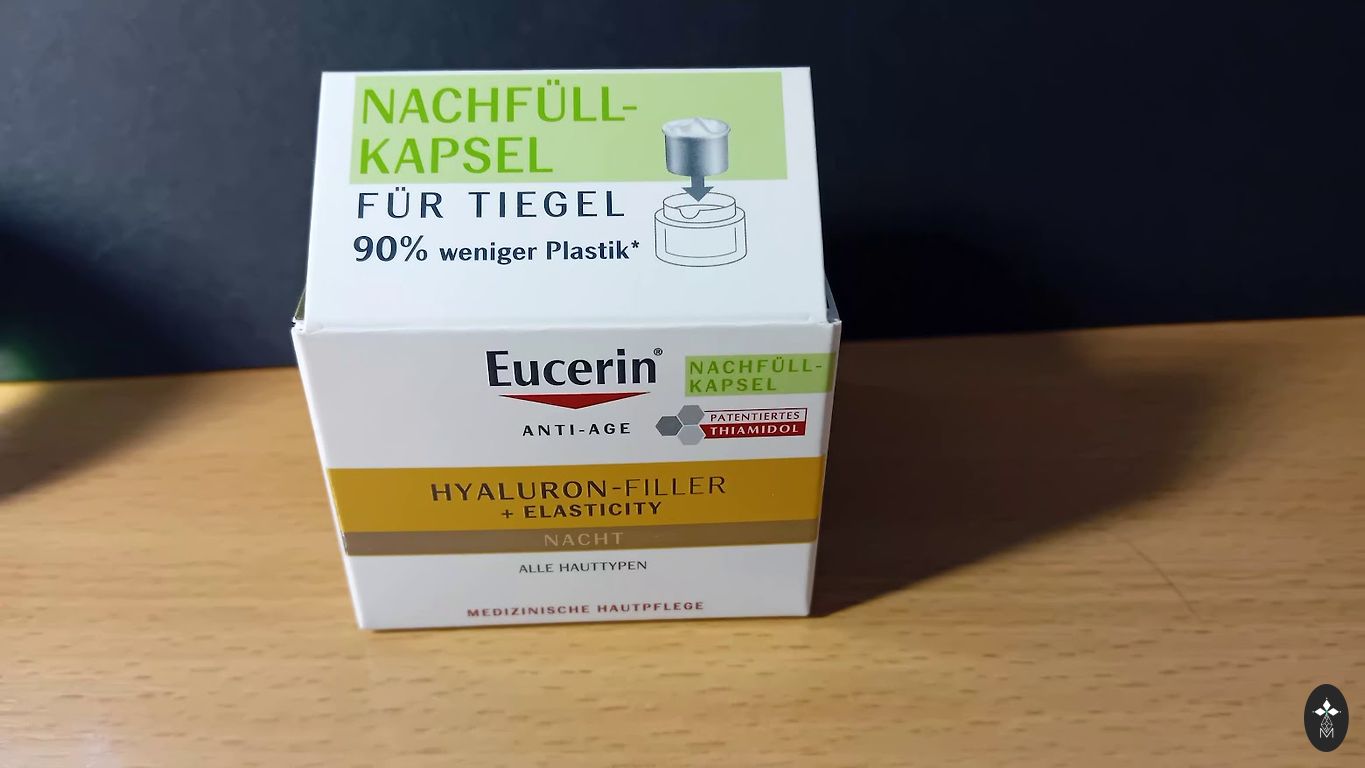 NACHFÜLL-
KAPSEL
FÜR TIEGEL
90% weniger Plastik*
Eucerin®
NACHFÜLL-
KAPSEL
ANTI-AGE
PATENTIERTES
THIAMIDOL
HYALURON-FILLER
+ ELASTICITY
NACHT
ALLE HAUTTYPEN
MEDIZINISCHE HAUTPFLEGE
M